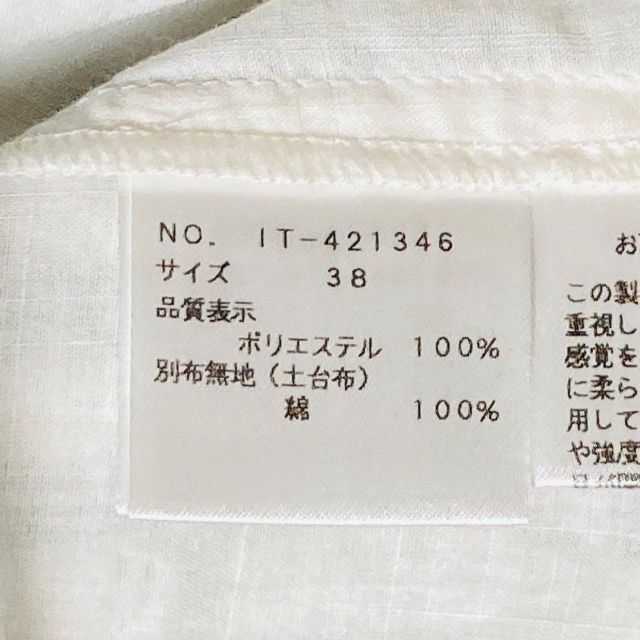 NO. IT-421346
サイズ 38
品質表示
ポリエステル 100%
別布無地（土台布）
綿 100%
お
この製
重視し
感覚を
に柔ら
用して
や強度